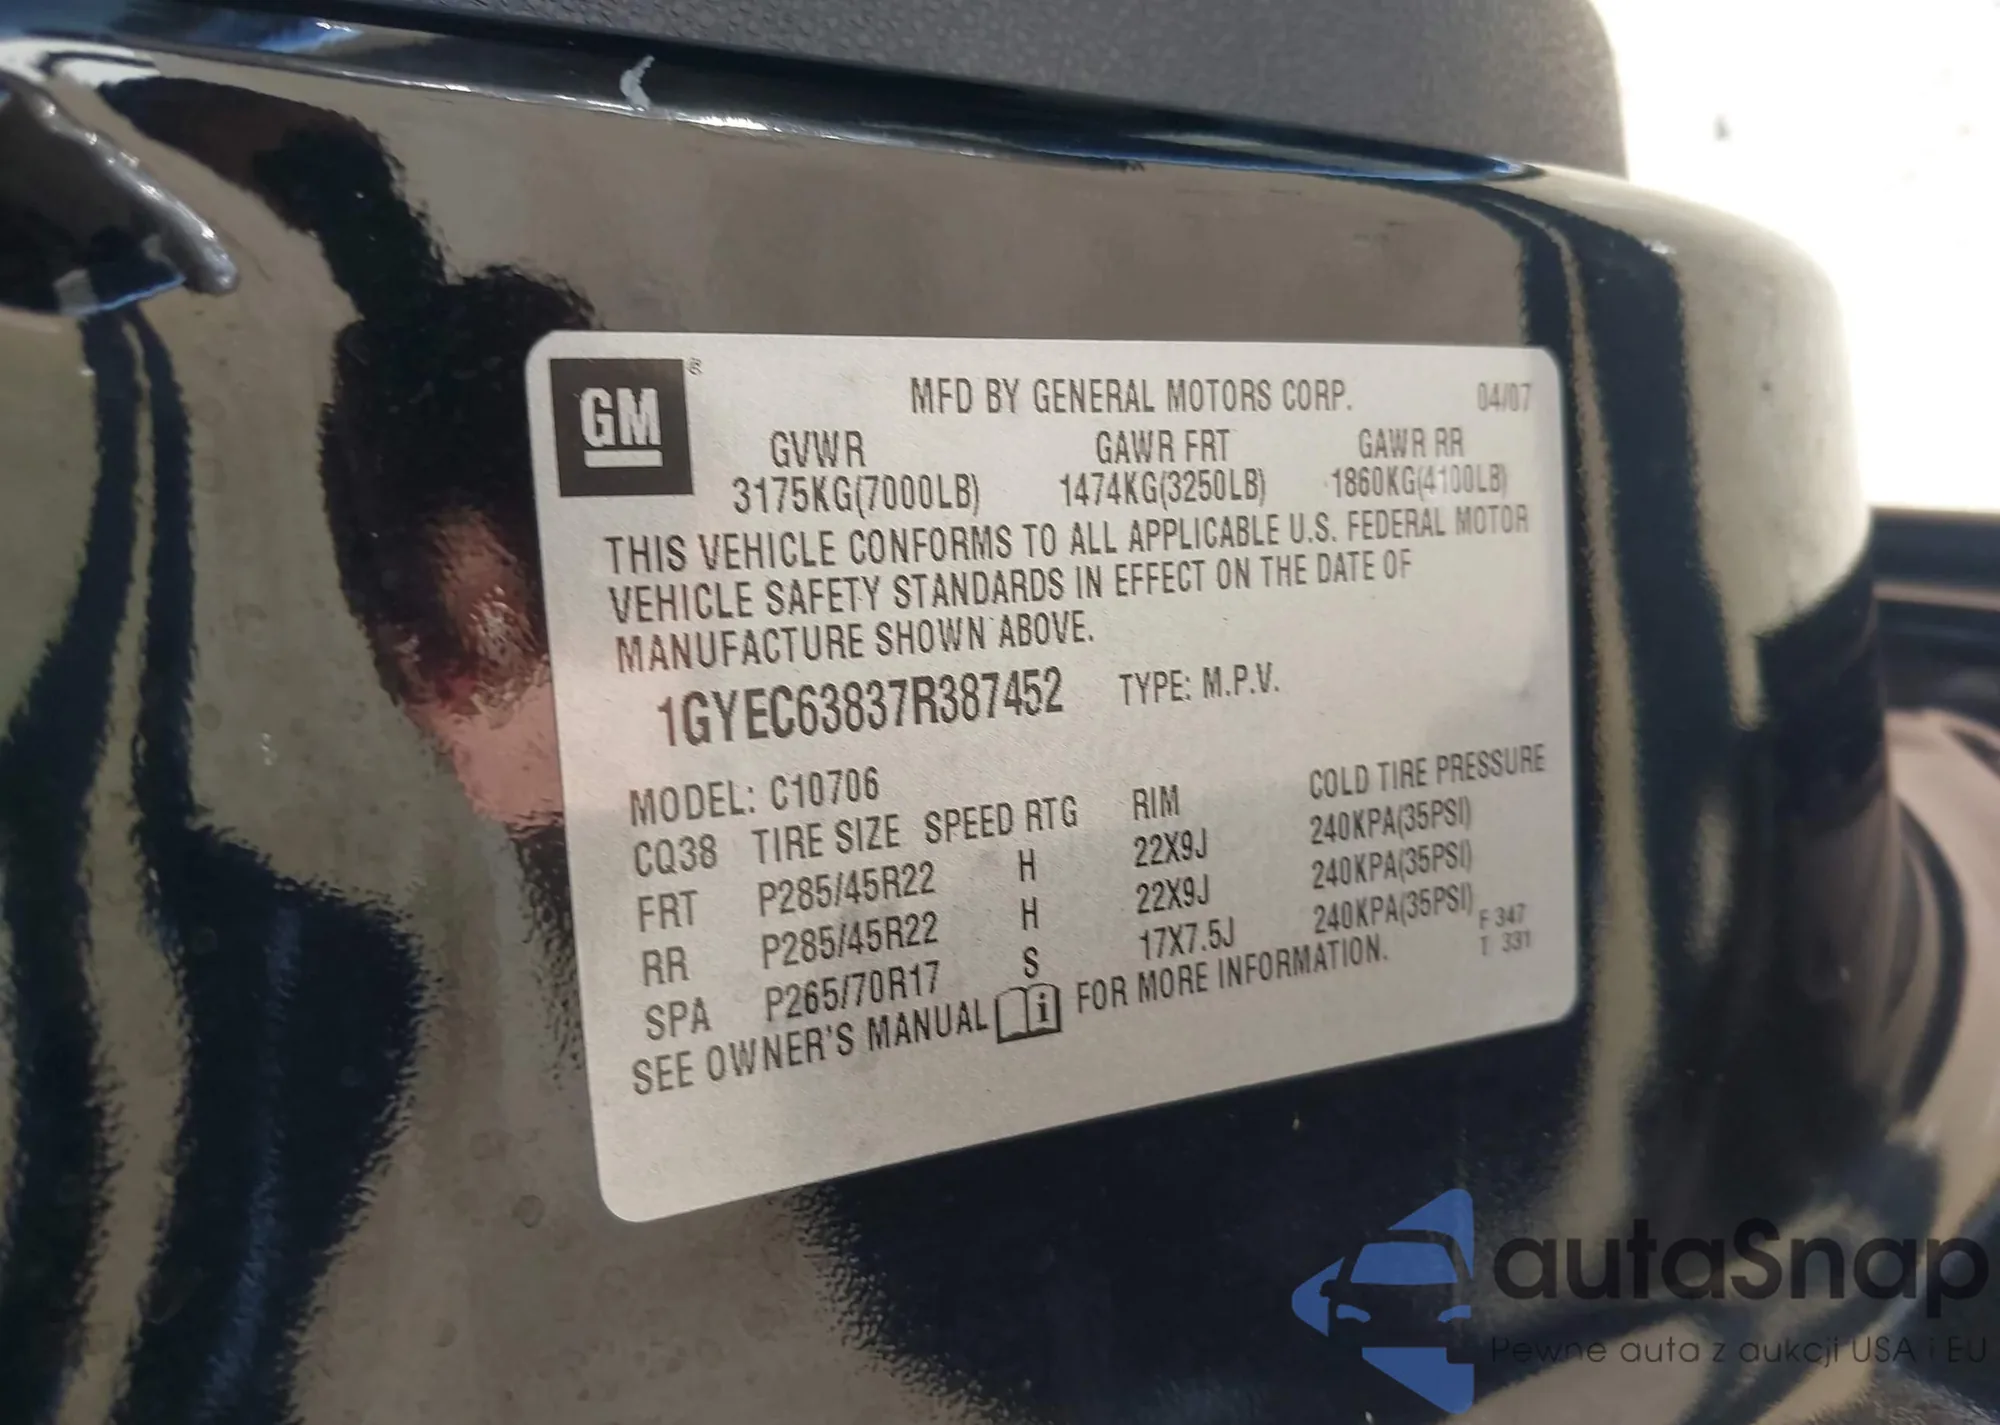 GM ®
MFD BY GENERAL MOTORS CORP. 04/07
GVWR GAWR FRT GAWR RR
3175KG(7000LB) 1474KG(3250LB) 1860KG(4100LB)
THIS VEHICLE CONFORMS TO ALL APPLICABLE U.S. FEDERAL MOTOR
VEHICLE SAFETY STANDARDS IN EFFECT ON THE DATE OF
MANUFACTURE SHOWN ABOVE.
1GYEC63837R387452 TYPE: M.P.V.
MODEL: C10706
CQ38 TIRE SIZE SPEED RTG RIM COLD TIRE PRESSURE
FRT P285/45R22 H 22X9J 240KPA(35PSI)
RR P285/45R22 H 22X9J 240KPA(35PSI)
SPA P265/70R17 S 17X7.5J 240KPA(35PSI)
F 347
T 331
SEE OWNER'S MANUAL i FOR MORE INFORMATION.
autaSnap
Pewne auta z aukcji USA i EU